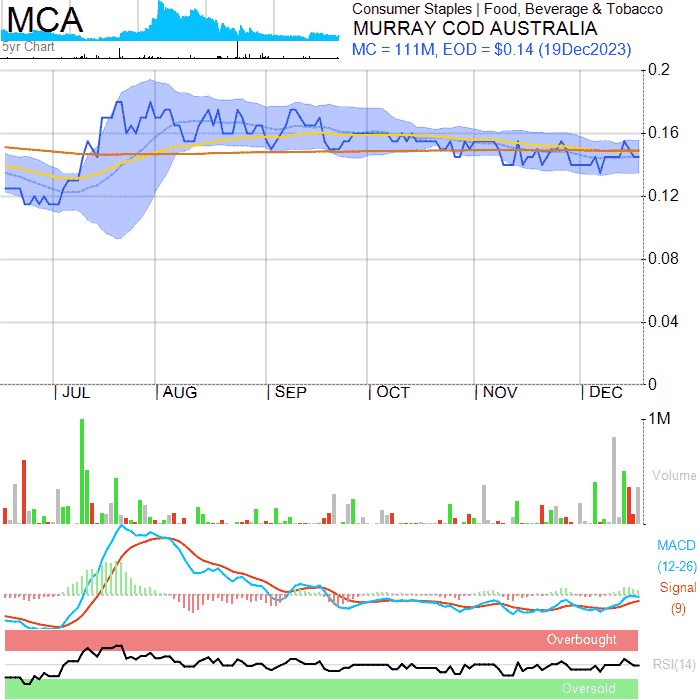 MCA
5yr Chart
Consumer Staples | Food, Beverage & Tobacco
MURRAY COD AUSTRALIA
MC = 111M, EOD = $0.14 (19Dec2023)
0.2
0.16
0.12
0.08
0.04
0
JUL AUG SEP OCT NOV DEC
1M
Volume
MACD
(12-26)
Signal
(9)
Overbought
RSI(14)
Oversold